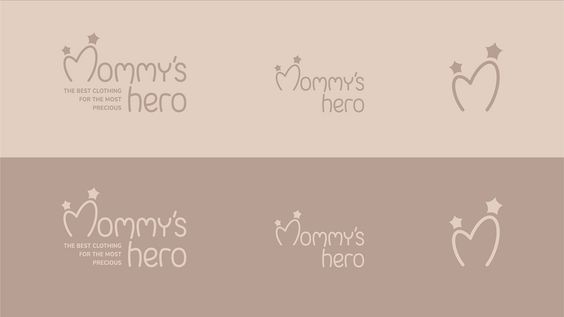 Mommy's
THE BEST CLOTHING
FOR THE MOST
PRECIOUS
hero
Mommy's
hero
M
Mommy's
THE BEST CLOTHING
FOR THE MOST
PRECIOUS
hero
Mommy's
hero
M